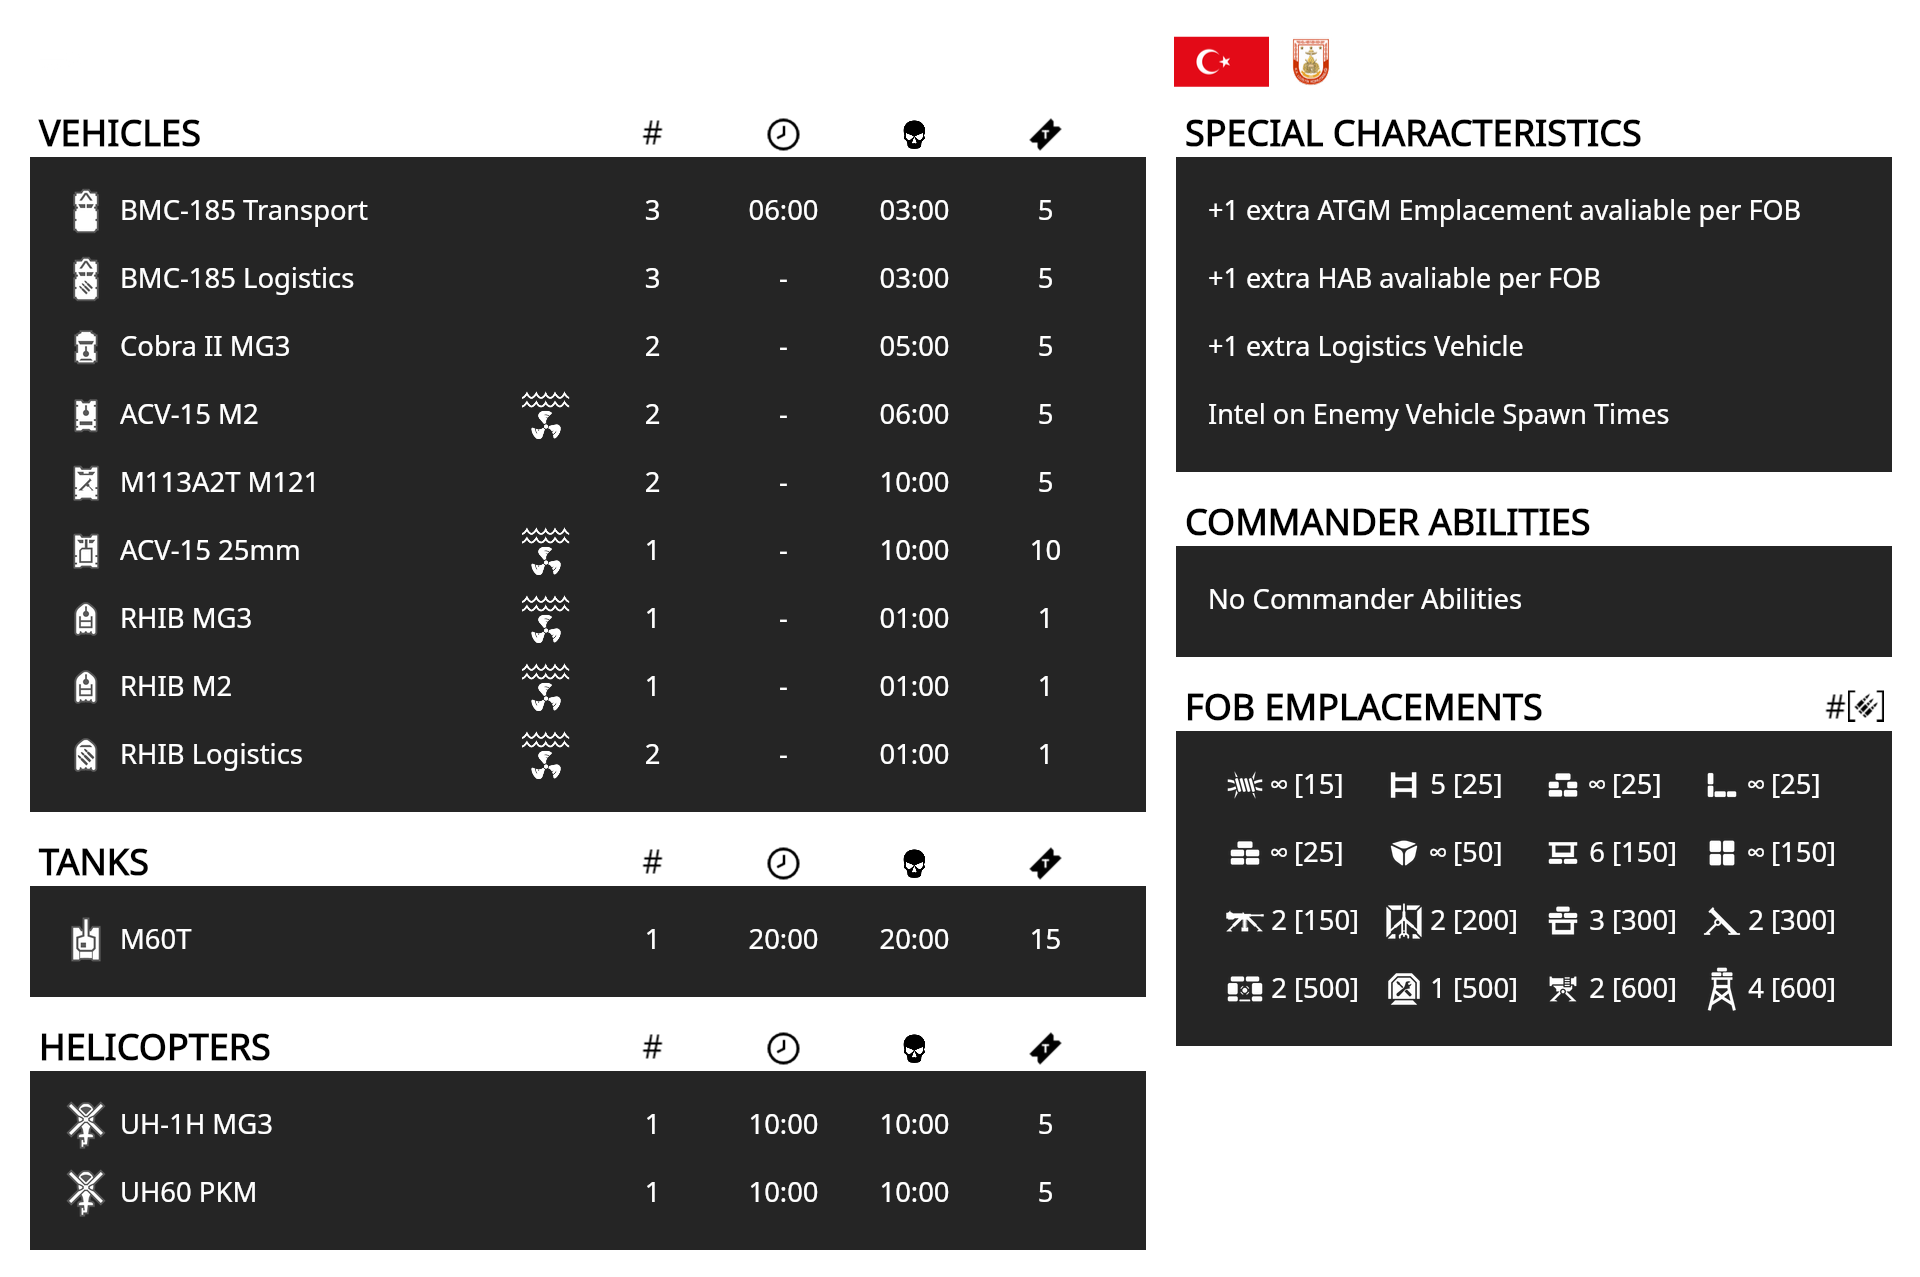 VEHICLES #
BMC-185 Transport 3 06:00 03:00 5
BMC-185 Logistics 3 - 03:00 5
Cobra II MG3 2 - 05:00 5
ACV-15 M2 2 - 06:00 5
M113A2T M121 2 - 10:00 5
ACV-15 25mm 1 - 10:00 10
RHIB MG3 1 - 01:00 1
RHIB M2 1 - 01:00 1
RHIB Logistics 2 - 01:00 1
TANKS # T
M60T 1 20:00 20:00 15
HELICOPTERS # T
UH-1H MG3 1 10:00 10:00 5
UH60 PKM 1 10:00 10:00 5
SPECIAL CHARACTERISTICS
+1 extra ATGM Emplacement avaliable per FOB
+1 extra HAB avaliable per FOB
+1 extra Logistics Vehicle
Intel on Enemy Vehicle Spawn Times
COMMANDER ABILITIES
No Commander Abilities
FOB EMPLACEMENTS #[]
∞ [15] 5 [25] ∞ [25] ∞ [25]
∞ [25] ∞ [50] 6 [150] ∞ [150]
2 [150] 2 [200] 3 [300] 2 [300]
2 [500] 1 [500] 2 [600] 4 [600]